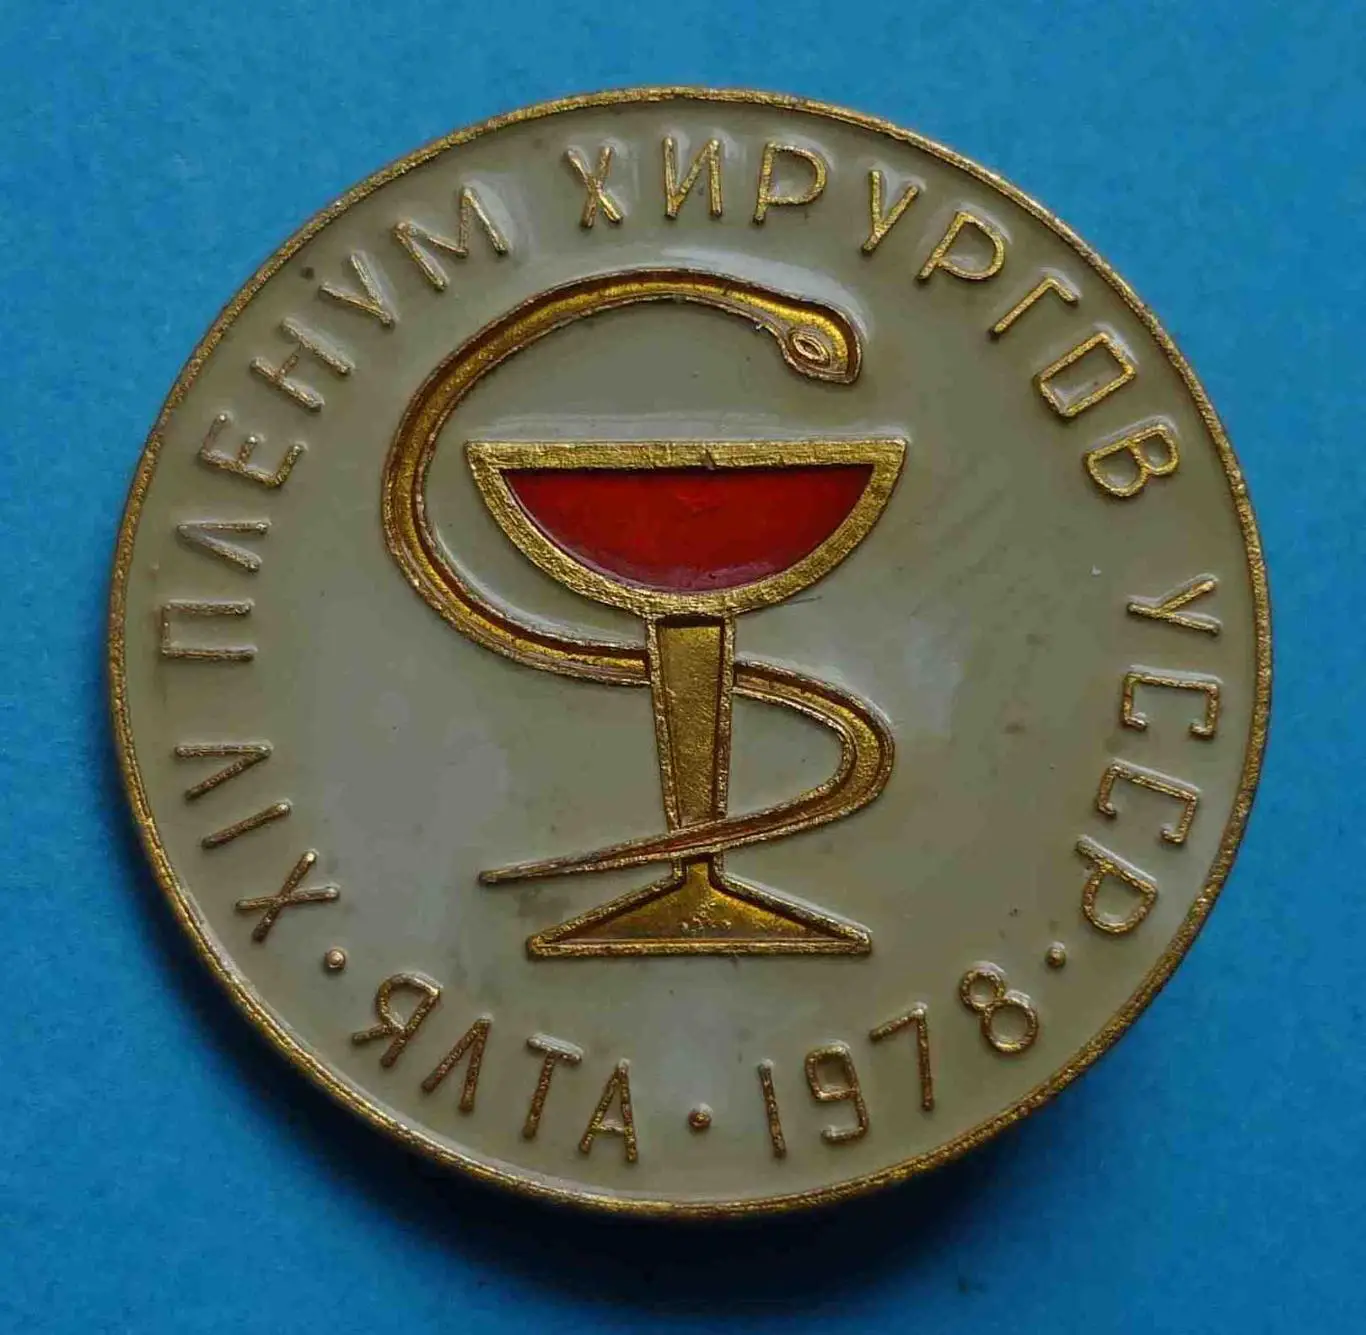 XIV ПЛЕНУМ ХИРУРГОВ УССР
· ЯЛТА · 1978 ·